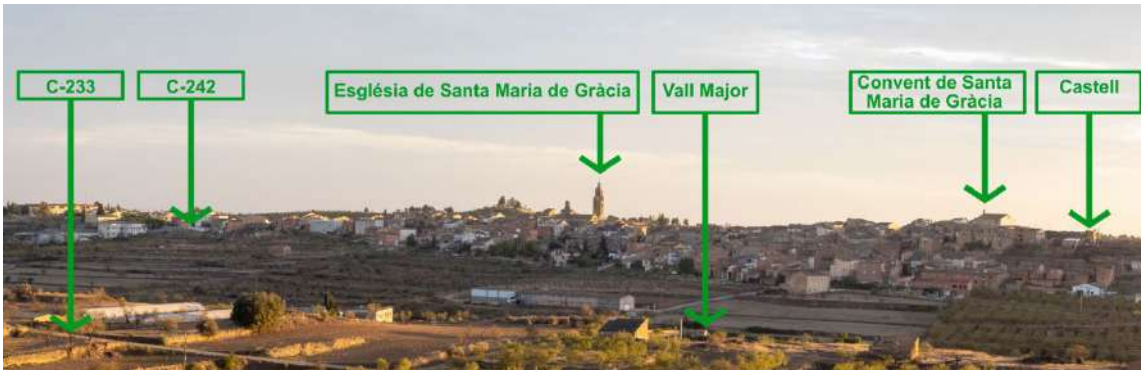 C-233
C-242
Església de Santa Maria de Gràcia
Vall Major
Convent de Santa
Maria de Gràcia
Castell